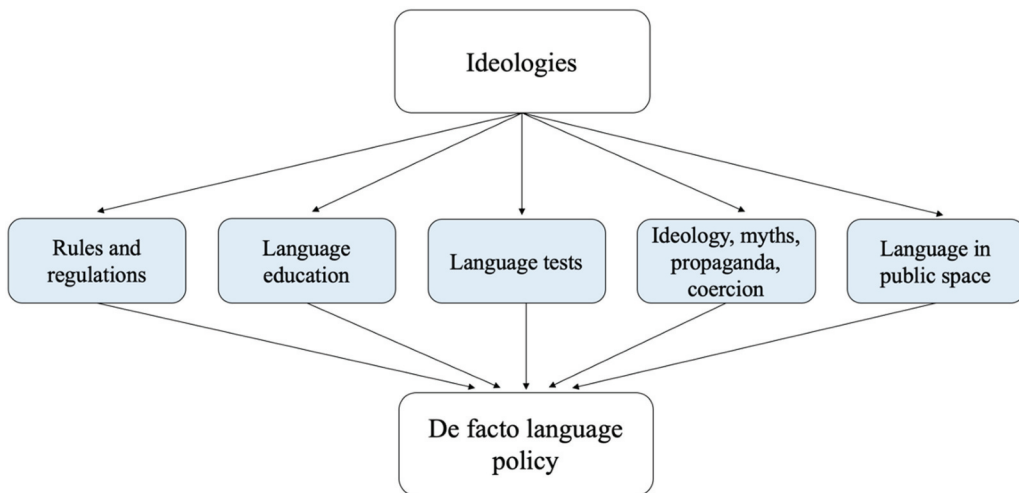 Ideologies
Rules and
regulations
Language
education
Language tests
Ideology, myths,
propaganda,
coercion
Language in
public space
De facto language
policy